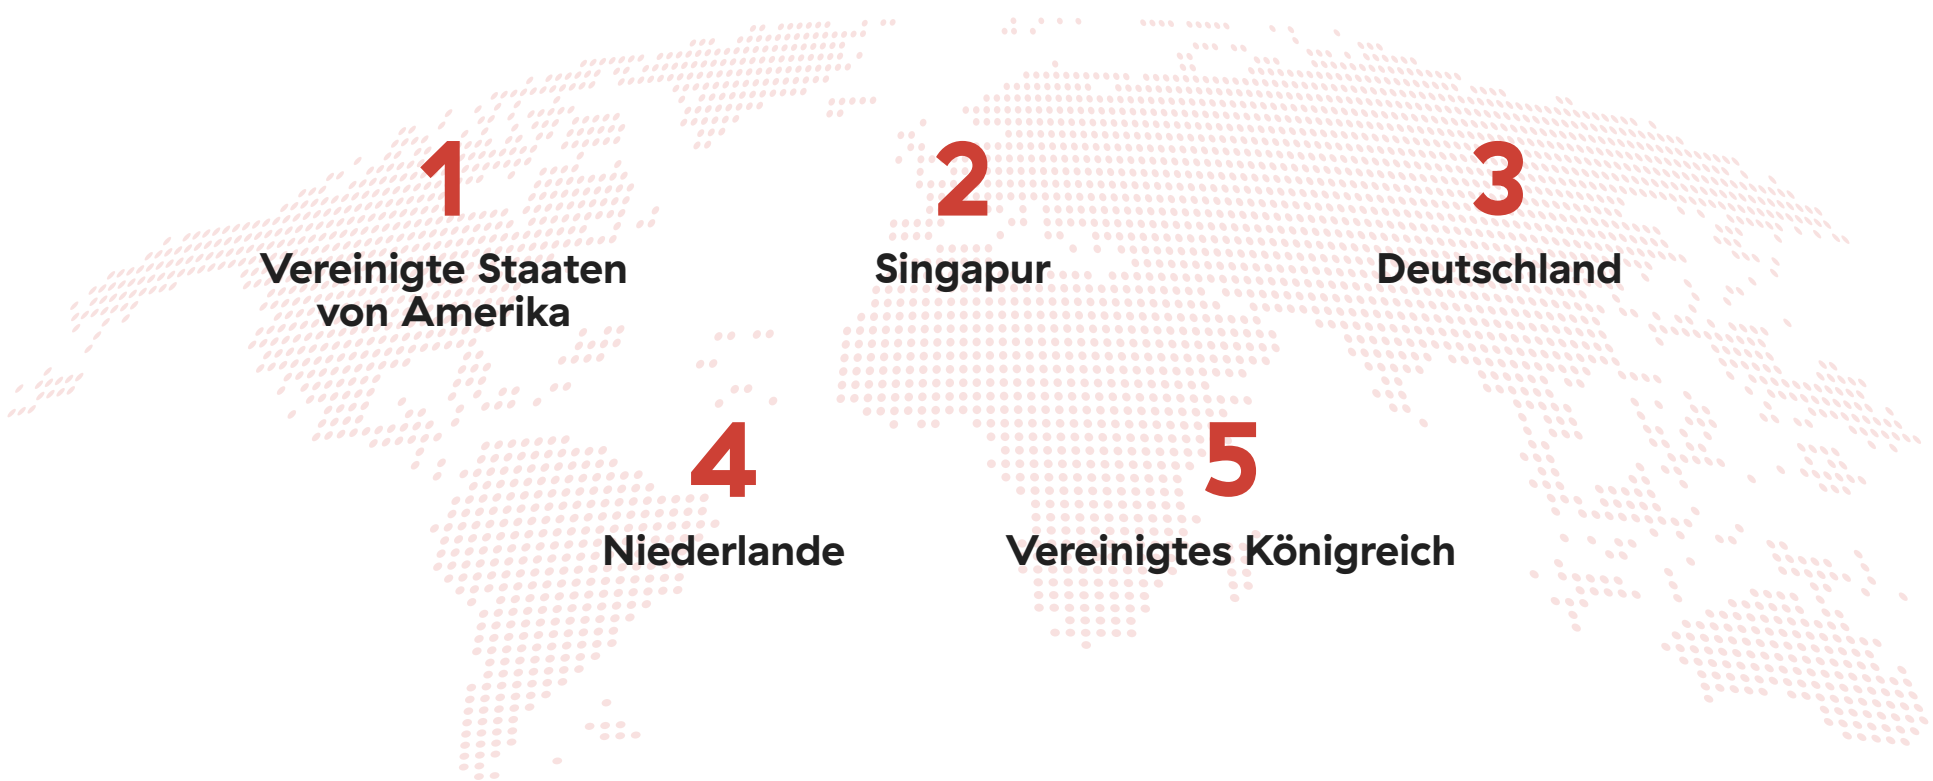 1
Vereinigte Staaten
von Amerika
2
Singapur
3
Deutschland
4
Niederlande
5
Vereinigtes Königreich